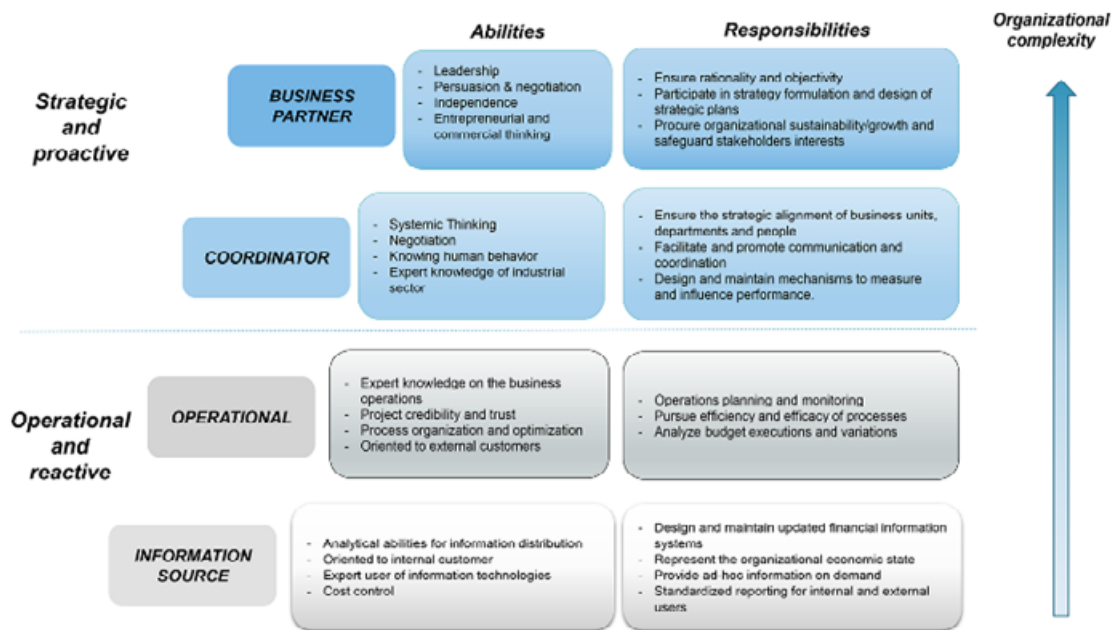 Abilities
Responsibilities
Organizational
complexity
Strategic
and
proactive
BUSINESS
PARTNER
- Leadership
- Persuasion & negotiation
- Independence
- Entrepreneurial and
commercial thinking
- Ensure rationality and objectivity
- Participate in strategy formulation and design of
strategic plans
- Procure organizational sustainability/growth and
safeguard stakeholders interests
COORDINATOR
- Systemic Thinking
- Negotiation
- Knowing human behavior
- Expert knowledge of industrial
sector
- Ensure the strategic alignment of business units,
departments and people
- Facilitate and promote communication and
coordination
- Design and maintain mechanisms to measure
and influence performance.
Operational
and
reactive
OPERATIONAL
- Expert knowledge on the business
operations
- Project credibility and trust
- Process organization and optimization
- Oriented to external customers
- Operations planning and monitoring
- Pursue efficiency and efficacy of processes
- Analyze budget executions and variations
INFORMATION
SOURCE
- Analytical abilities for information distribution
- Oriented to internal customer
- Expert user of information technologies
- Cost control
- Design and maintain updated financial information
systems
- Represent the organizational economic state
- Provide ad-hoc information on demand
- Standardized reporting for internal and external
users